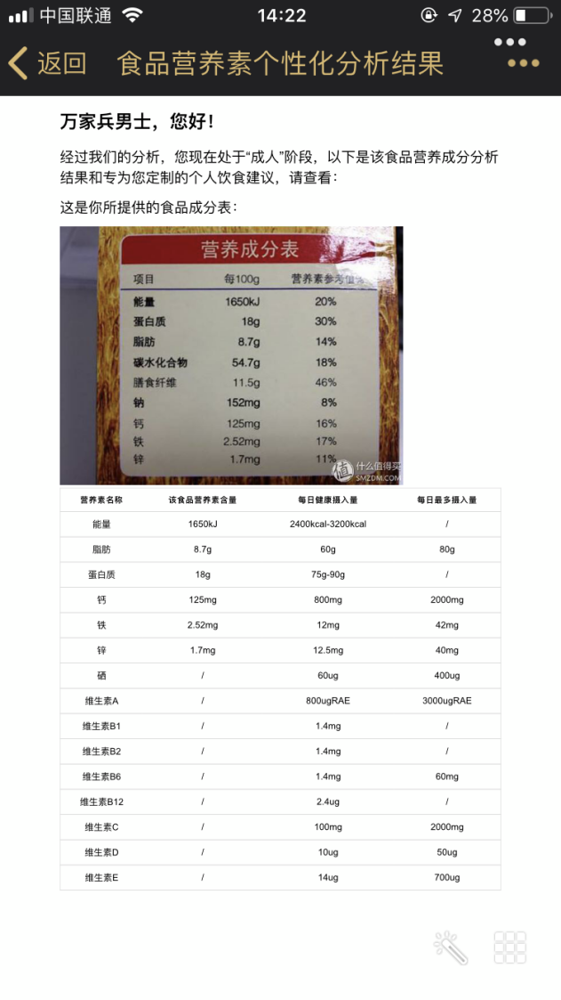 中国联通 14:22 28%
返回 食品营养素个性化分析结果
万家兵男士，您好！
经过我们的分析，您现在处于“成人”阶段，以下是该食品营养成分分析
结果和专为您定制的个人饮食建议，请查看：
这是你所提供的食品成分表：
营养成分表
项目 每100g 营养素参考值%
能量 1650kJ 20%
蛋白质 18g 30%
脂肪 8.7g 14%
碳水化合物 54.7g 18%
膳食纤维 11.5g 46%
钠 152mg 8%
钙 125mg 16%
铁 2.52mg 17%
锌 1.7mg 11%
值 什么值得买
SMZDM.COM
营养素名称 该食品营养素含量 每日健康摄入量 每日最多摄入量
能量 1650kJ 2400kcal-3200kcal /
脂肪 8.7g 60g 80g
蛋白质 18g 75g-90g /
钙 125mg 800mg 2000mg
铁 2.52mg 12mg 42mg
锌 1.7mg 12.5mg 40mg
硒 / 60ug 400ug
维生素A / 800ugRAE 3000ugRAE
维生素B1 / 1.4mg /
维生素B2 / 1.4mg /
维生素B6 / 1.4mg 60mg
维生素B12 / 2.4ug /
维生素C / 100mg 2000mg
维生素D / 10ug 50ug
维生素E / 14ug 700ug